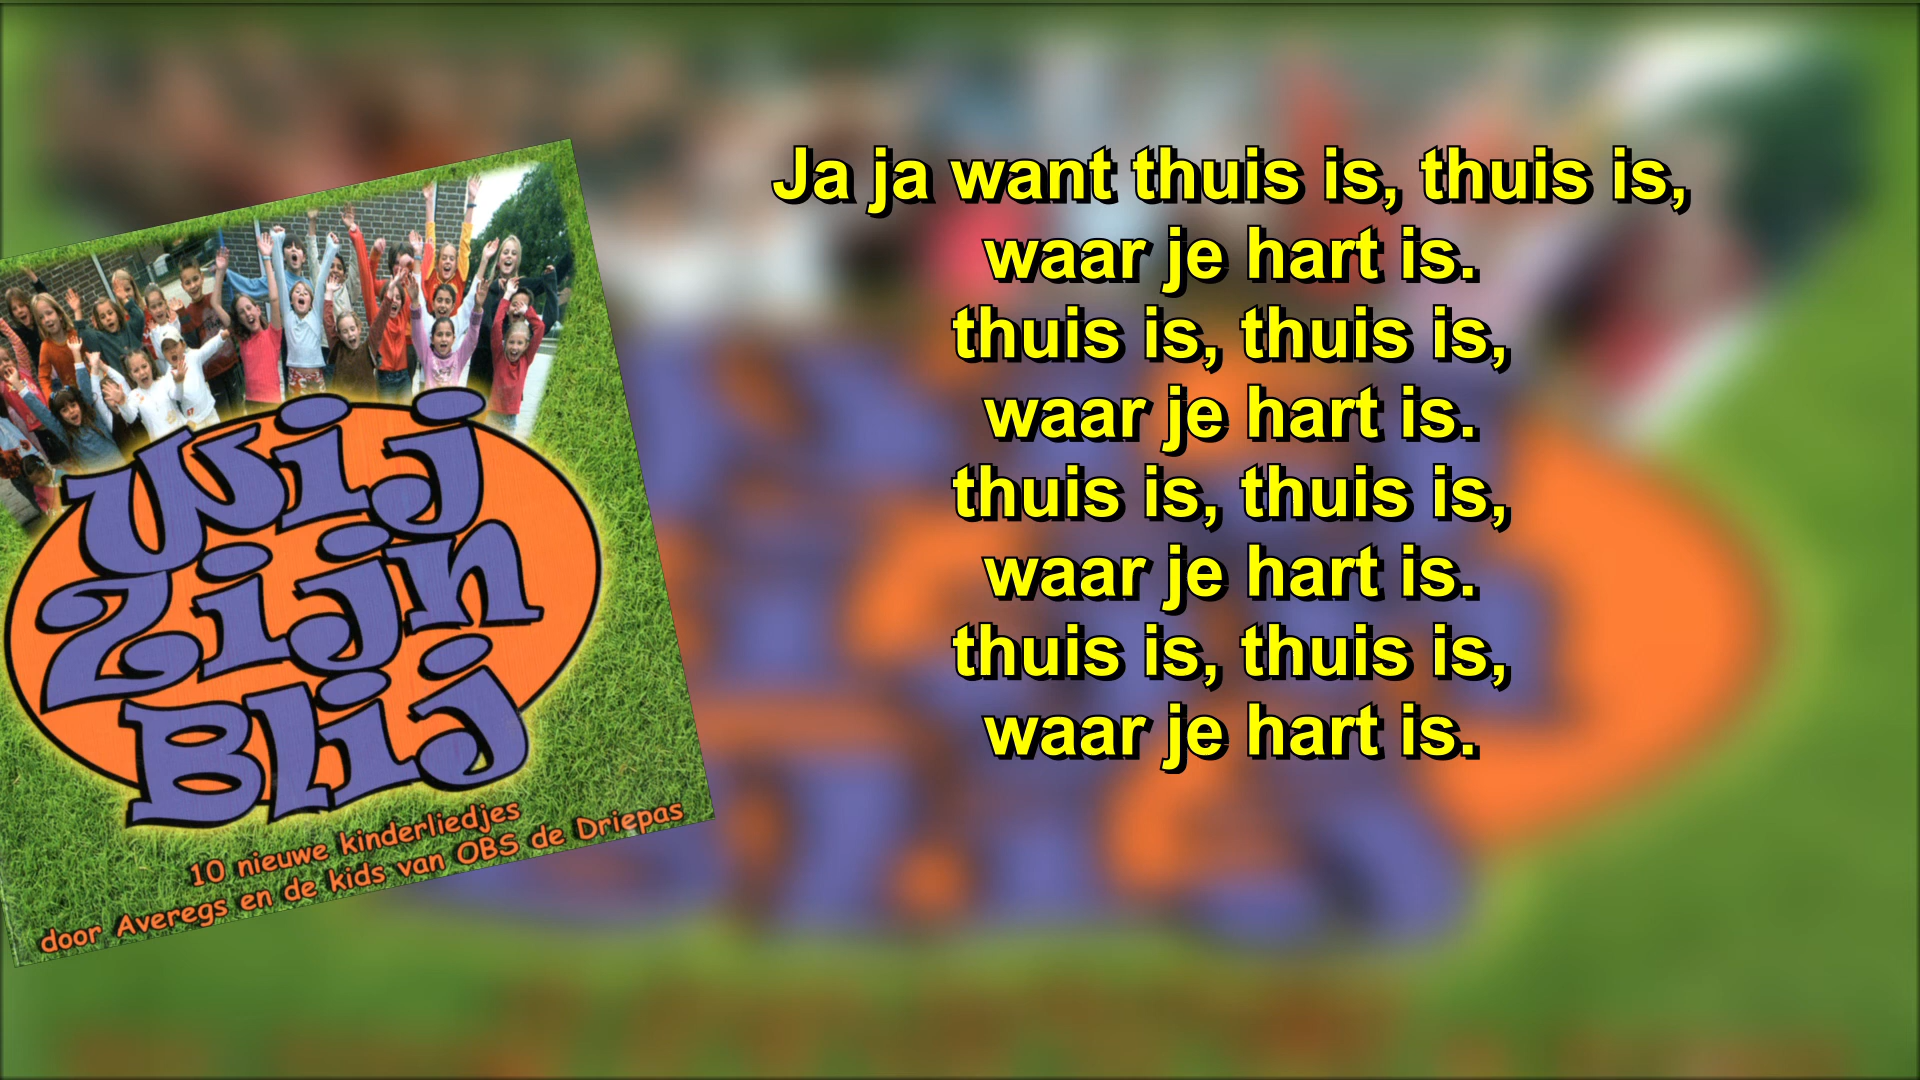 Ja ja want thuis is, thuis is,
waar je hart is.
thuis is, thuis is,
waar je hart is.
thuis is, thuis is,
waar je hart is.
thuis is, thuis is,
waar je hart is.
Wij
Zijn
Blij
10 nieuwe kinderliedjes
door Averegs en de kids van OBS de Driepas